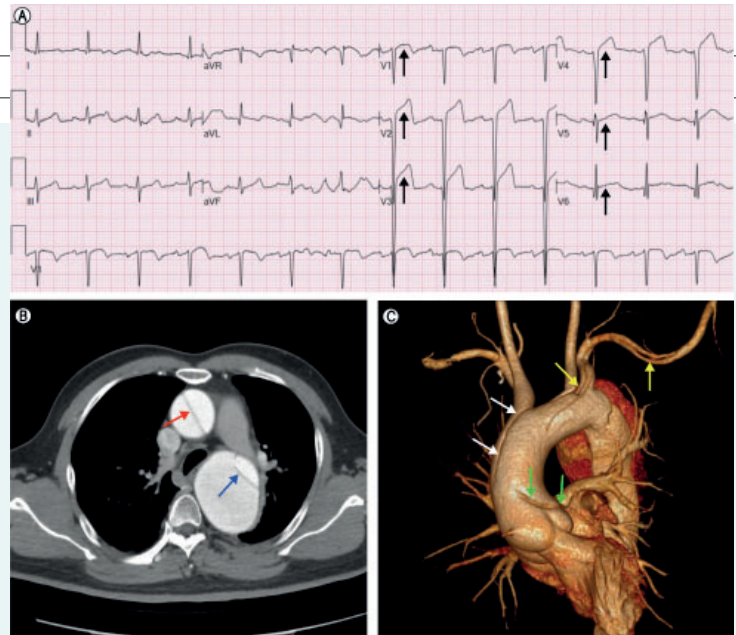 A
I aVR V1 V4
II aVL V2 V5
III aVF V3 V6
V1
B C